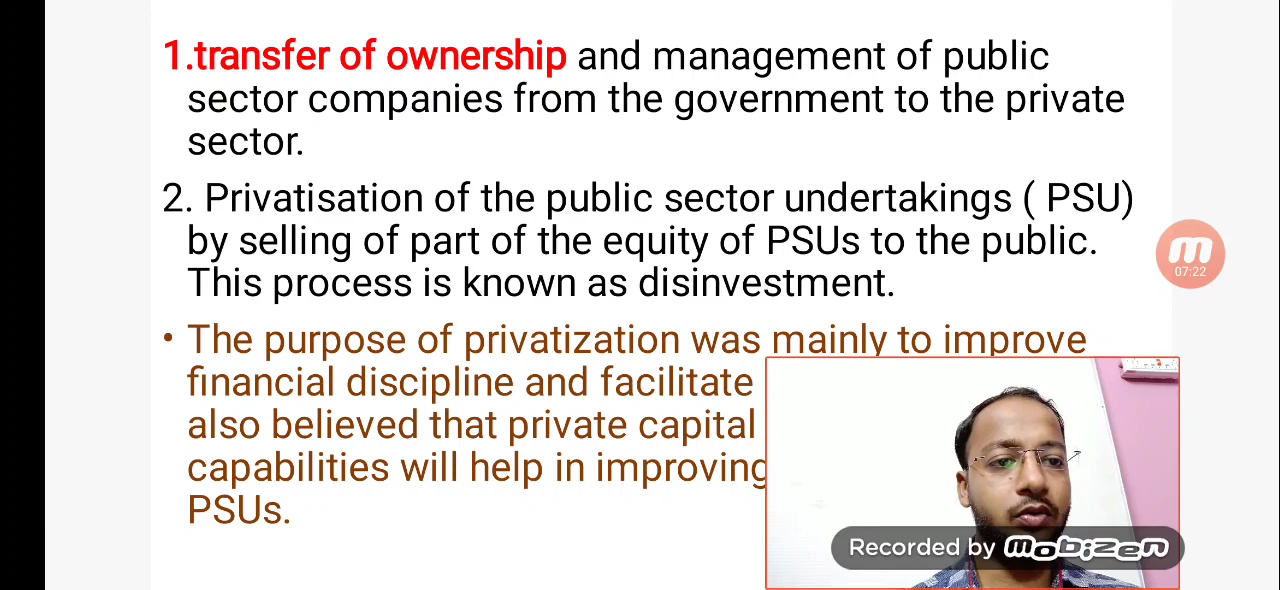 1.transfer of ownership and management of public
sector companies from the government to the private
sector.
2. Privatisation of the public sector undertakings ( PSU)
by selling of part of the equity of PSUs to the public.
This process is known as disinvestment.
• The purpose of privatization was mainly to improve
financial discipline and facilitate
also believed that private capital
capabilities will help in improving
PSUs.
m
07:22
Recorded by mobizen